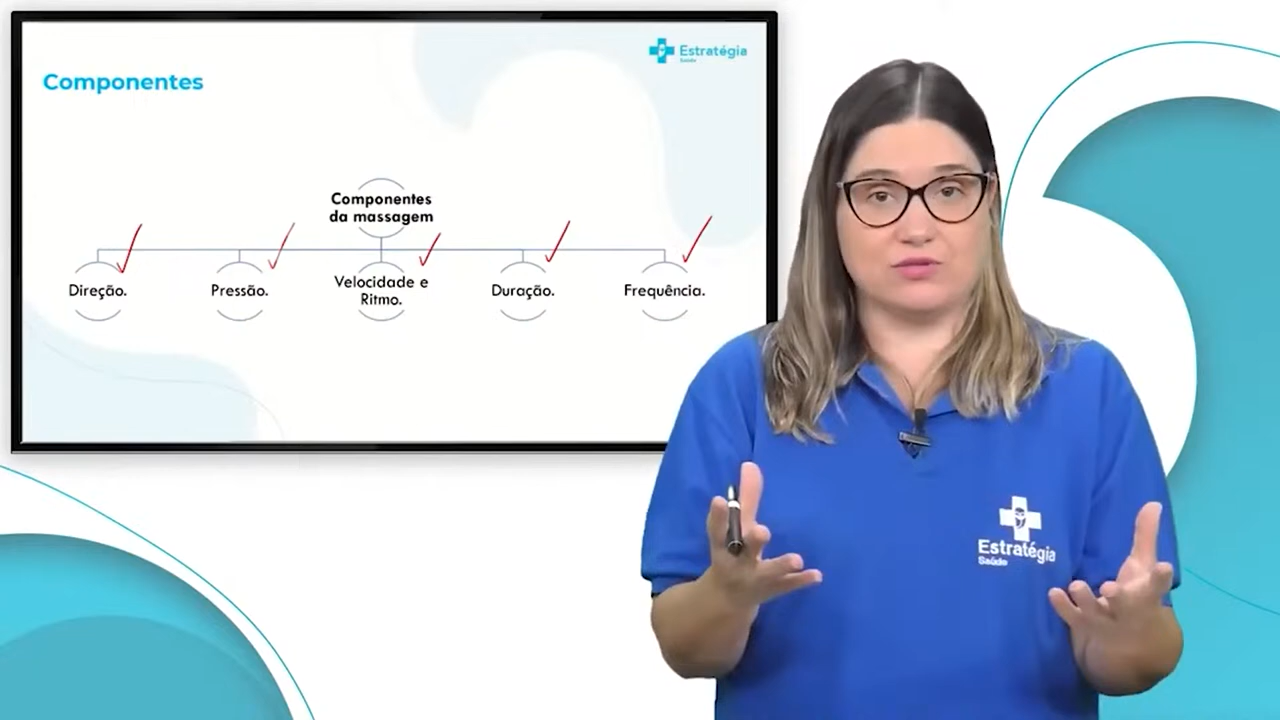 Estratégia
Saúde
Componentes
Componentes
da massagem
Direção.
Pressão.
Velocidade e
Ritmo.
Duração.
Frequência.
Estratégia
Saúde